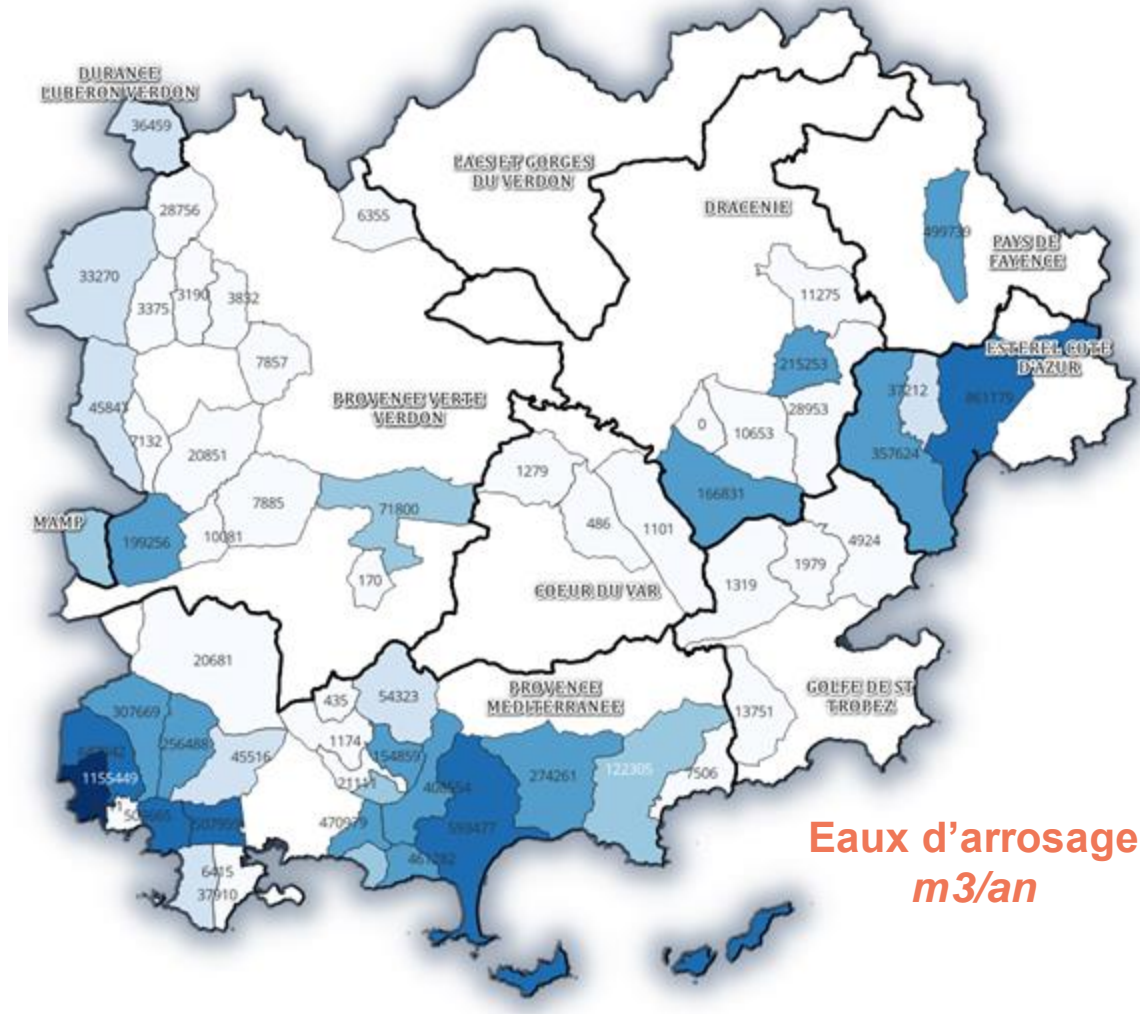 DURANCE
LUBERON VERDON
36459
LACS ET GORGES
DU VERDON
28756
6355
DRACENIE
499739
PAYS DE
FAYENCE
33270
3375
3190
3832
11275
7857
215253
ESTEREL COTE
D'AZUR
37212
45843
PROVENCE VERTE
VERDON
7132
20851
0
10653
28953
357624
1279
166831
7885
71800
486
1101
MAMP
199256
10081
4924
1979
1319
170
COEUR DU VAR
20681
435
54323
PROVENCE
MEDITERRANEE
GOLFE DE ST
TROPEZ
307669
13751
256488
45516
1174
154859
1155449
21111
274261
122305
7506
470979
Eaux d'arrosage
m3/an
6415
37910